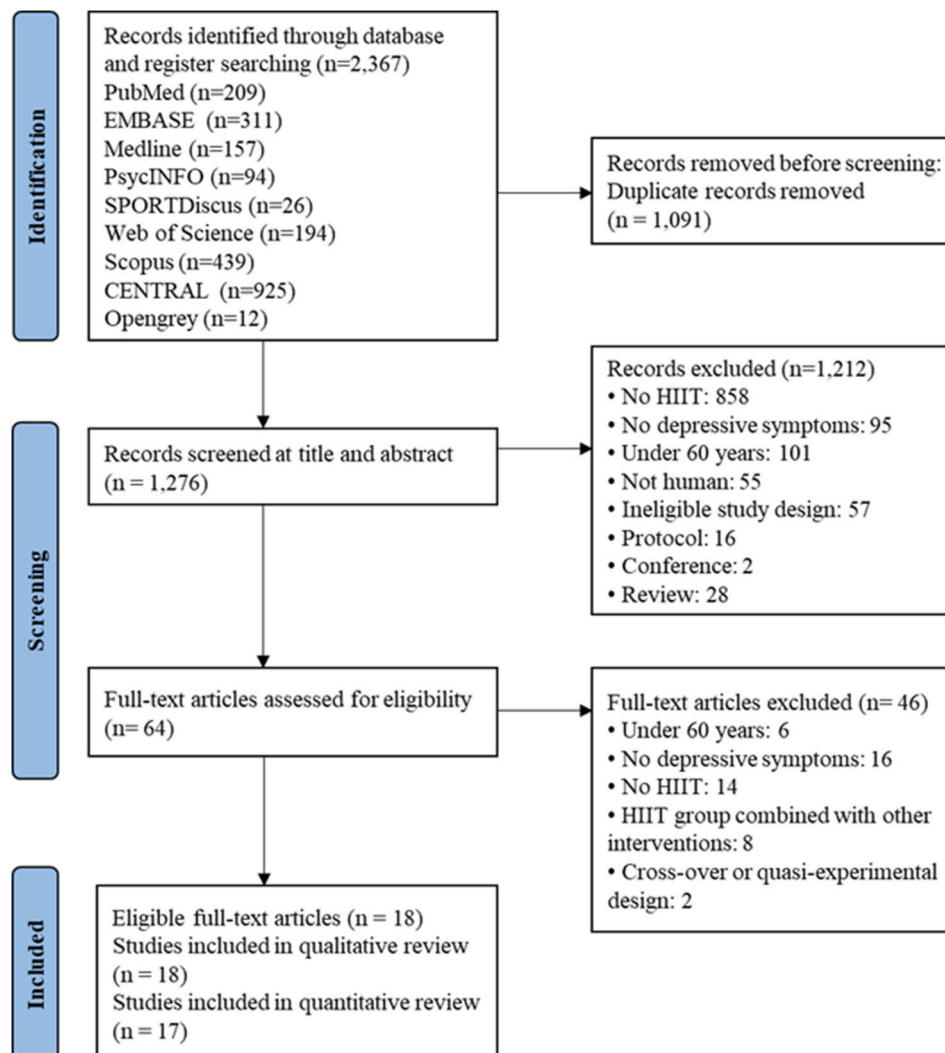 Identification
Records identified through database
and register searching (n=2,367)
PubMed (n=209)
EMBASE (n=311)
Medline (n=157)
PsycINFO (n=94)
SPORTDiscus (n=26)
Web of Science (n=194)
Scopus (n=439)
CENTRAL (n=925)
Opengrey (n=12)
Records removed before screening:
Duplicate records removed
(n = 1,091)
Screening
Records screened at title and abstract
(n = 1,276)
Records excluded (n=1,212)
• No HIIT: 858
• No depressive symptoms: 95
• Under 60 years: 101
• Not human: 55
• Ineligible study design: 57
• Protocol: 16
• Conference: 2
• Review: 28
Full-text articles assessed for eligibility
(n= 64)
Full-text articles excluded (n= 46)
• Under 60 years: 6
• No depressive symptoms: 16
• No HIIT: 14
• HIIT group combined with other
interventions: 8
• Cross-over or quasi-experimental
design: 2
Included
Eligible full-text articles (n = 18)
Studies included in qualitative review
(n = 18)
Studies included in quantitative review
(n = 17)